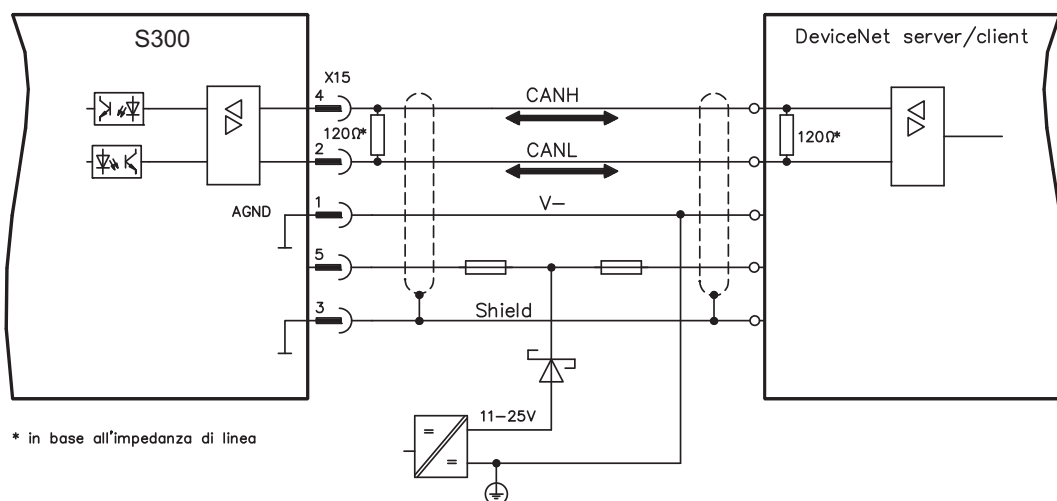 S300
DeviceNet server/client
X15
4
CANH
120Ω*
120Ω*
2
CANL
1
V–
AGND
5
3
Shield
11–25V
=
=
* in base all'impedanza di linea